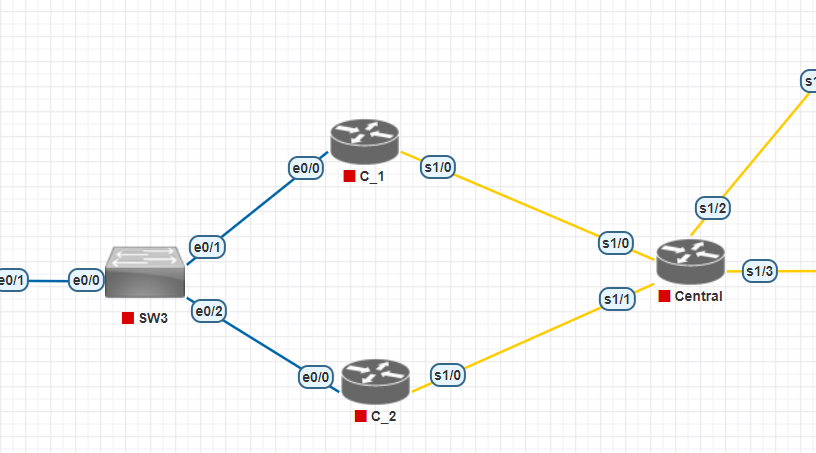 s1/2
e0/0
s1/0
C_1
s1/2
e0/1
s1/0
e0/1
e0/0
s1/3
Central
s1/1
e0/2
SW3
e0/0
s1/0
C_2